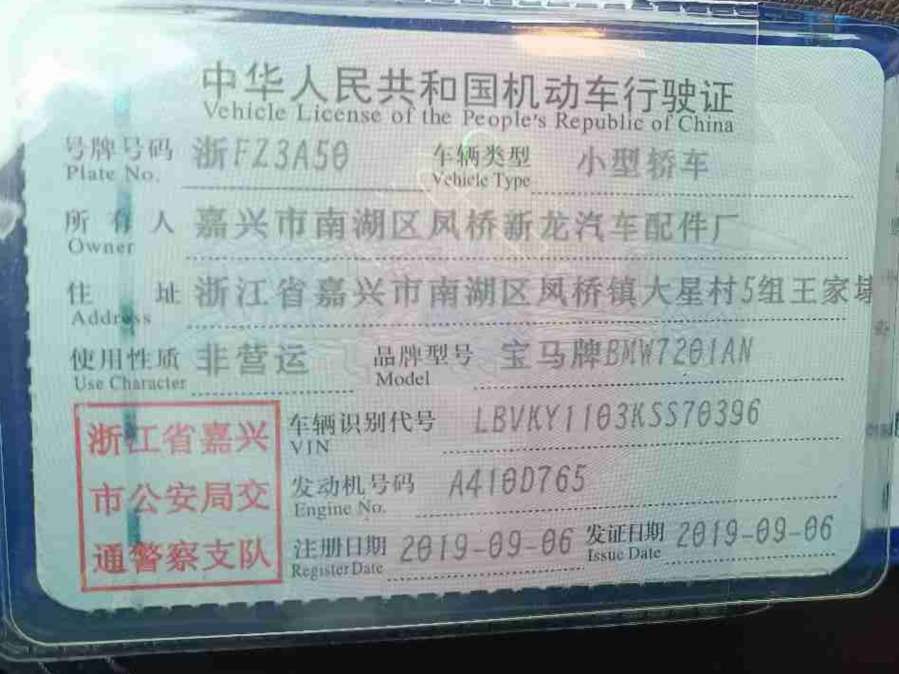 中华人民共和国机动车行驶证
Vehicle License of the People's Republic of China
号牌号码 浙FZ3A50 车辆类型 小型轿车
Plate No. Vehicle Type
所有人 嘉兴市南湖区凤桥新龙汽车配件厂
Owner
住址 浙江省嘉兴市南湖区凤桥镇大星村5组王家埭
Address
使用性质 非营运 品牌型号 宝马牌BMW7201AN
Use Character Model
浙江省嘉兴
市公安局交
通警察支队
车辆识别代号 LBVKY1103KSS70396
VIN
发动机号码 A410D765
Engine No.
注册日期 2019-09-06 发证日期 2019-09-06
Register Date Issue Date